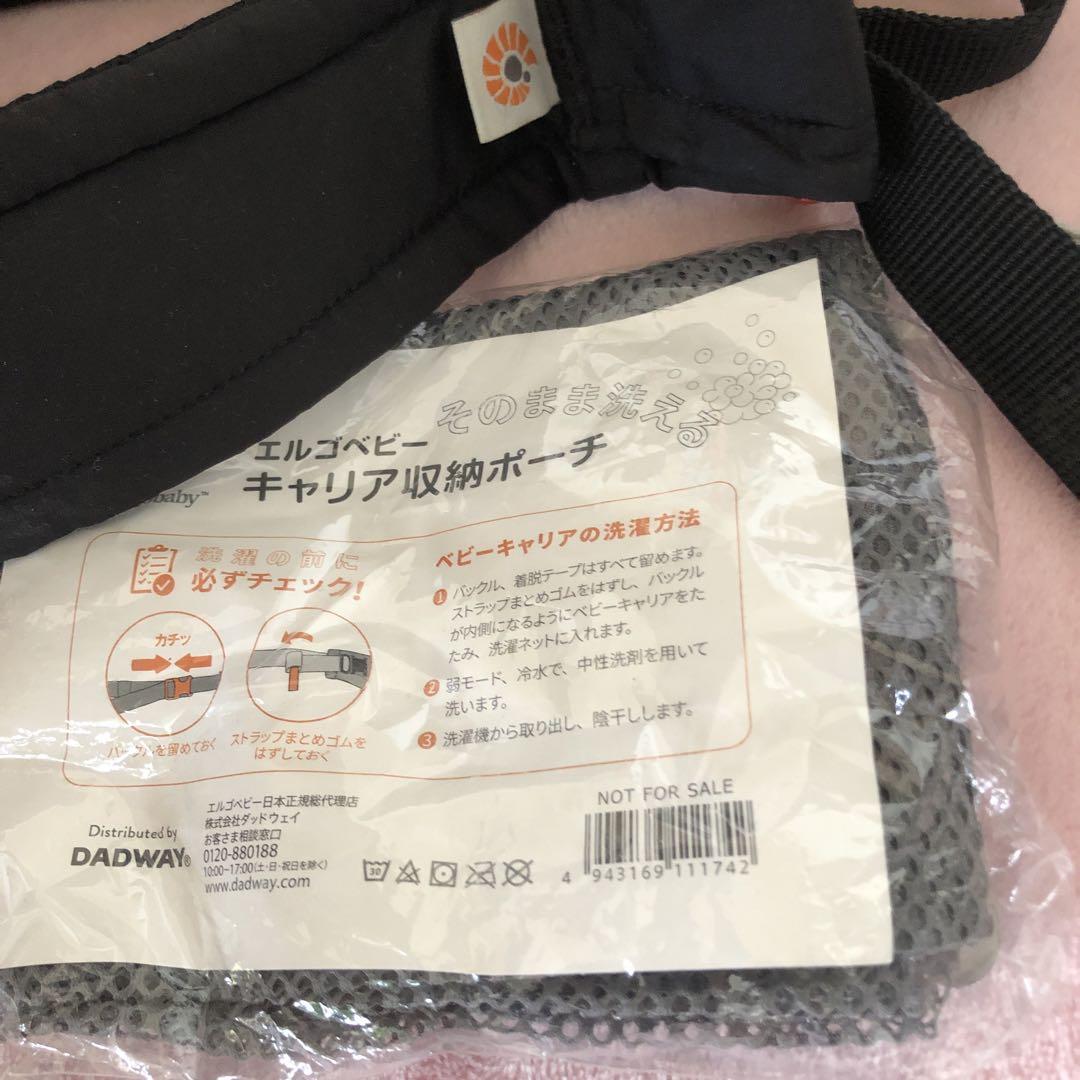 そのまま洗える
エルゴベビー
キャリア収納ポーチ
baby™
洗濯の前に
必ずチェック!
カチッ
バックルを留めておく
ストラップまとめゴムを
はずしておく
ベビーキャリアの洗濯方法
1 バックル、着脱テープはすべて留めます。
ストラップまとめゴムをはずし、バックル
が内側になるようにベビーキャリアをた
たみ、洗濯ネットに入れます。
2 弱モード、冷水で、中性洗剤を用いて
洗います。
3 洗濯機から取り出し、陰干しします。
Distributed by
DADWAY®
エルゴベビー日本正規総代理店
株式会社ダッドウェイ
お客さま相談窓口
0120-880188
10:00~17:00(土・日・祝日を除く)
www.dadway.com
30
NOT FOR SALE
4 943169 111742